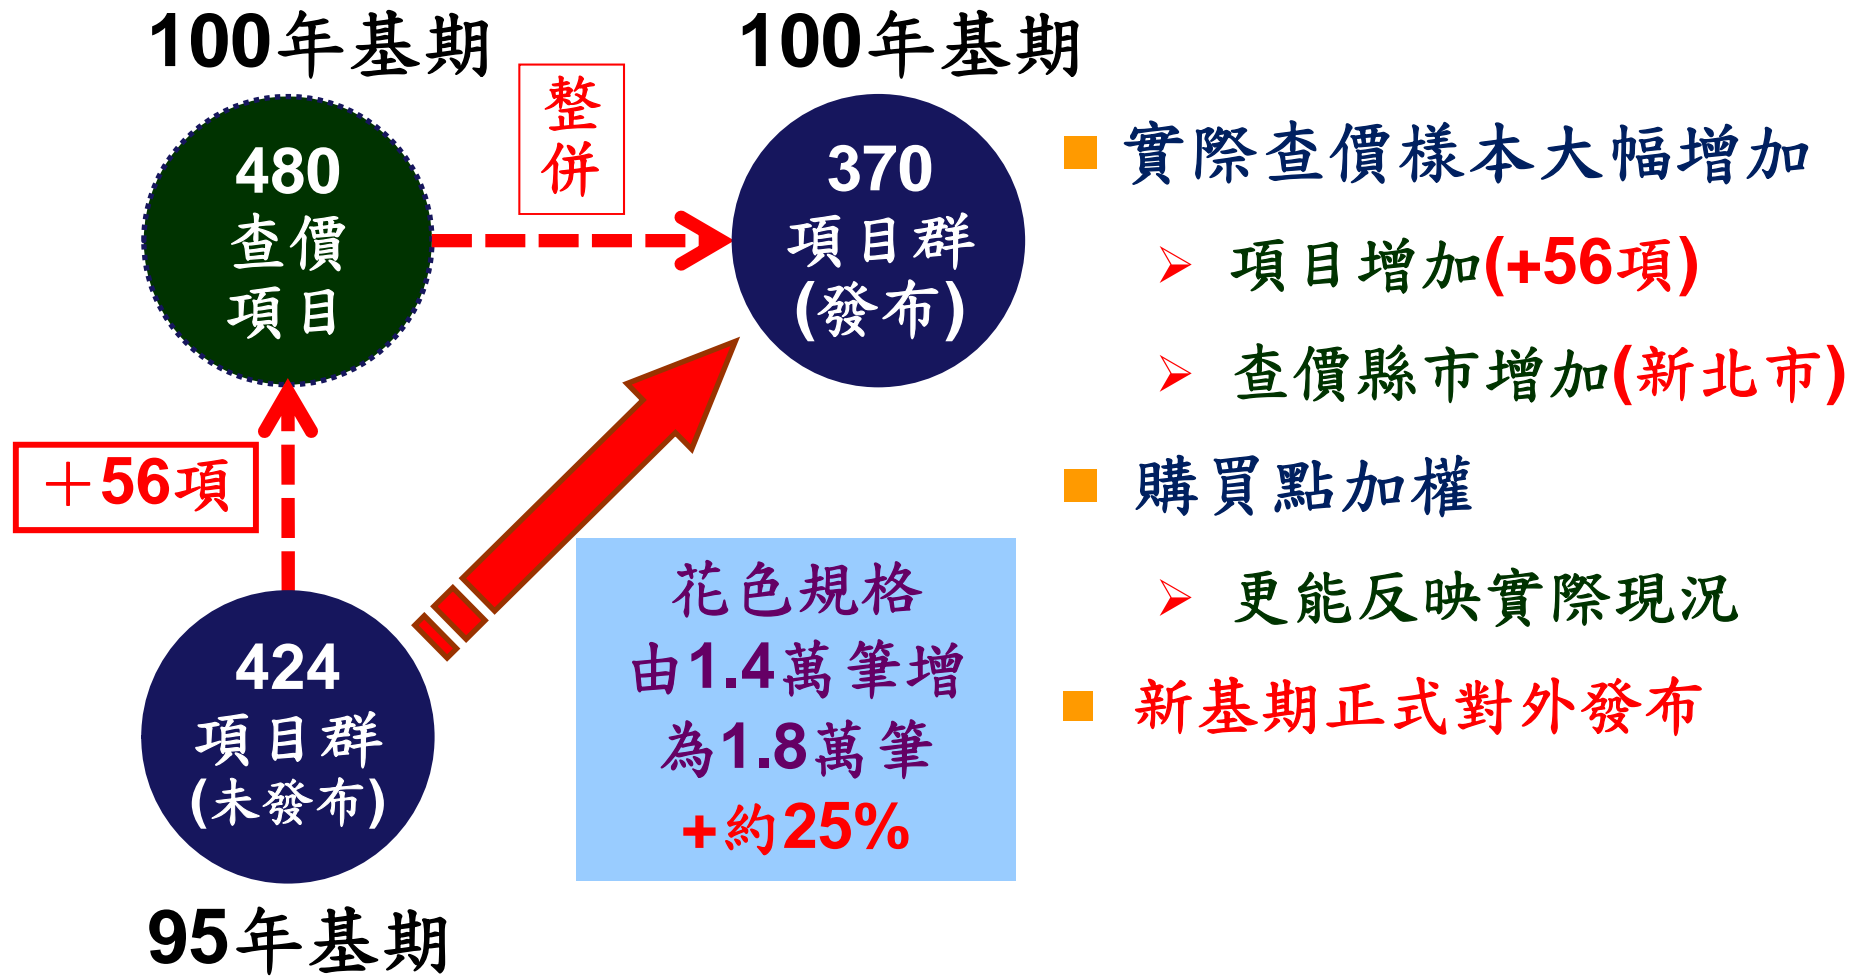 100年基期
480
查價
項目
整
併
100年基期
370
項目群
(發布)
＋56項
424
項目群
(未發布)
95年基期
花色規格
由1.4萬筆增
為1.8萬筆
+約25%
實際查價樣本大幅增加
項目增加(+56項)
查價縣市增加(新北市)
購買點加權
更能反映實際現況
新基期正式對外發布